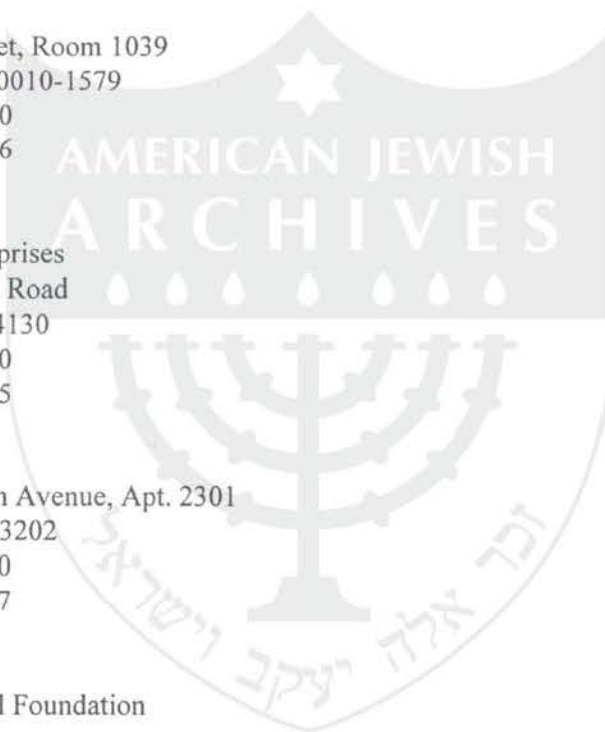 et, Room 1039
0010-1579
0
6
AMERICAN JEWISH
ARCHIVES
prises
Road
4130
0
5
n Avenue, Apt. 2301
3202
0
7
זכר אלה יעקב וישראל
l Foundation